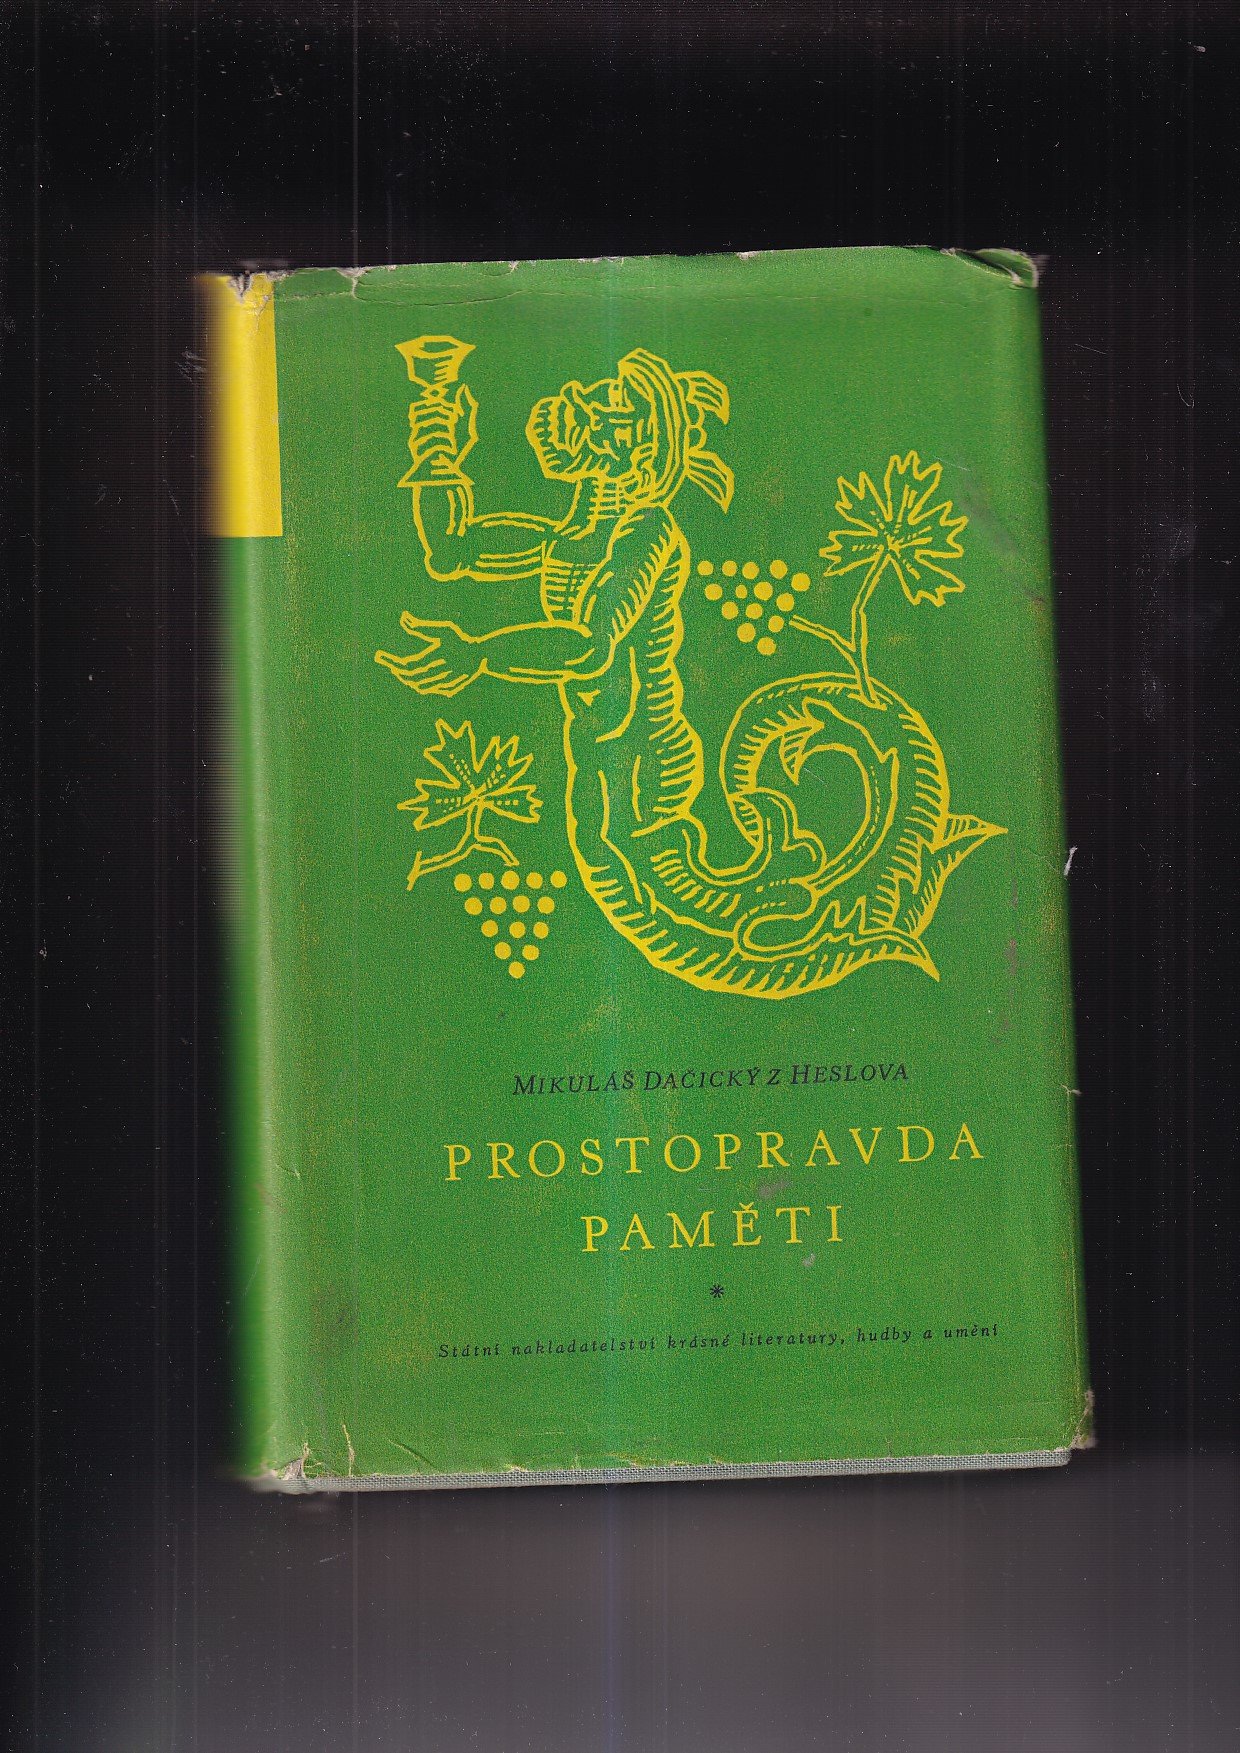 MIKULÁŠ DAČICKÝ Z HESLOVA
PROSTOPRAVDA
PAMĚTI
*
Státní nakladatelství krásné literatury, hudby a umění